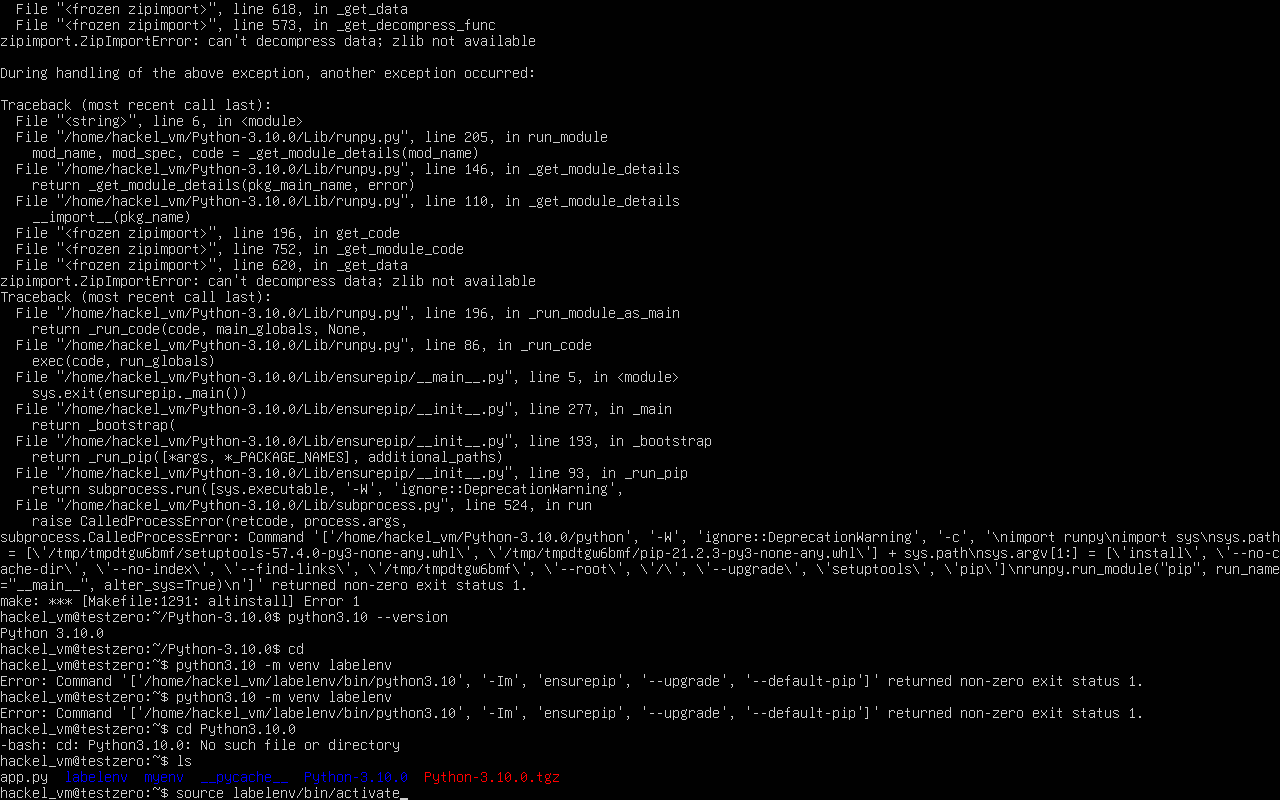 File "<frozen zipimport>", line 618, in _get_data
  File "<frozen zipimport>", line 573, in _get_decompress_func
zipimport.ZipImportError: can't decompress data; zlib not available

During handling of the above exception, another exception occurred:

Traceback (most recent call last):
  File "<string>", line 6, in <module>
  File "/home/hackel_vm/Python-3.10.0/Lib/runpy.py", line 205, in run_module
    mod_name, mod_spec, code = _get_module_details(mod_name)
  File "/home/hackel_vm/Python-3.10.0/Lib/runpy.py", line 146, in _get_module_details
    return _get_module_details(pkg_main_name, error)
  File "/home/hackel_vm/Python-3.10.0/Lib/runpy.py", line 110, in _get_module_details
    __import__(pkg_name)
  File "<frozen zipimport>", line 196, in get_code
  File "<frozen zipimport>", line 752, in _get_module_code
  File "<frozen zipimport>", line 620, in _get_data
zipimport.ZipImportError: can't decompress data; zlib not available
Traceback (most recent call last):
  File "/home/hackel_vm/Python-3.10.0/Lib/runpy.py", line 196, in _run_module_as_main
    return _run_code(code, main_globals, None,
  File "/home/hackel_vm/Python-3.10.0/Lib/runpy.py", line 86, in _run_code
    exec(code, run_globals)
  File "/home/hackel_vm/Python-3.10.0/Lib/ensurepip/__main__.py", line 5, in <module>
    sys.exit(ensurepip._main())
  File "/home/hackel_vm/Python-3.10.0/Lib/ensurepip/__init__.py", line 277, in _main
    return _bootstrap(
  File "/home/hackel_vm/Python-3.10.0/Lib/ensurepip/__init__.py", line 193, in _bootstrap
    return _run_pip([*args, *_PACKAGE_NAMES], additional_paths)
  File "/home/hackel_vm/Python-3.10.0/Lib/ensurepip/__init__.py", line 93, in _run_pip
    return subprocess.run([sys.executable, '-W', 'ignore::DeprecationWarning',
  File "/home/hackel_vm/Python-3.10.0/Lib/subprocess.py", line 524, in run
    raise CalledProcessError(retcode, process.args,
subprocess.CalledProcessError: Command '['/home/hackel_vm/Python-3.10.0/python', '-W', 'ignore::DeprecationWarning', '-c', '\nimport runpy\nimport sys\nsys.path
 = [\'/tmp/tmpdtgw6bmf/setuptools-57.4.0-py3-none-any.whl\', \'/tmp/tmpdtgw6bmf/pip-21.2.3-py3-none-any.whl\'] + sys.path\nsys.argv[1:] = [\'install\', \'--no-c
ache-dir\', \'--no-index\', \'--find-links\', \'/tmp/tmpdtgw6bmf\', \'--root\', \'/\', \'--upgrade\', \'setuptools\', \'pip\']\nrunpy.run_module("pip", run_name
="__main__", alter_sys=True)\n']' returned non-zero exit status 1.
make: *** [Makefile:1291: altinstall] Error 1
hackel_vm@testzero:~/Python-3.10.0$ python3.10 --version
Python 3.10.0
hackel_vm@testzero:~/Python-3.10.0$ cd
hackel_vm@testzero:~$ python3.10 -m venv labelenv
Error: Command '['/home/hackel_vm/labelenv/bin/python3.10', '-Im', 'ensurepip', '--upgrade', '--default-pip']' returned non-zero exit status 1.
hackel_vm@testzero:~$ python3.10 -m venv labelenv
Error: Command '['/home/hackel_vm/labelenv/bin/python3.10', '-Im', 'ensurepip', '--upgrade', '--default-pip']' returned non-zero exit status 1.
hackel_vm@testzero:~$ cd Python3.10.0
-bash: cd: Python3.10.0: No such file or directory
hackel_vm@testzero:~$ ls
app.py  labelenv  myenv  __pycache__  Python-3.10.0  Python-3.10.0.tgz
hackel_vm@testzero:~$ source labelenv/bin/activate_